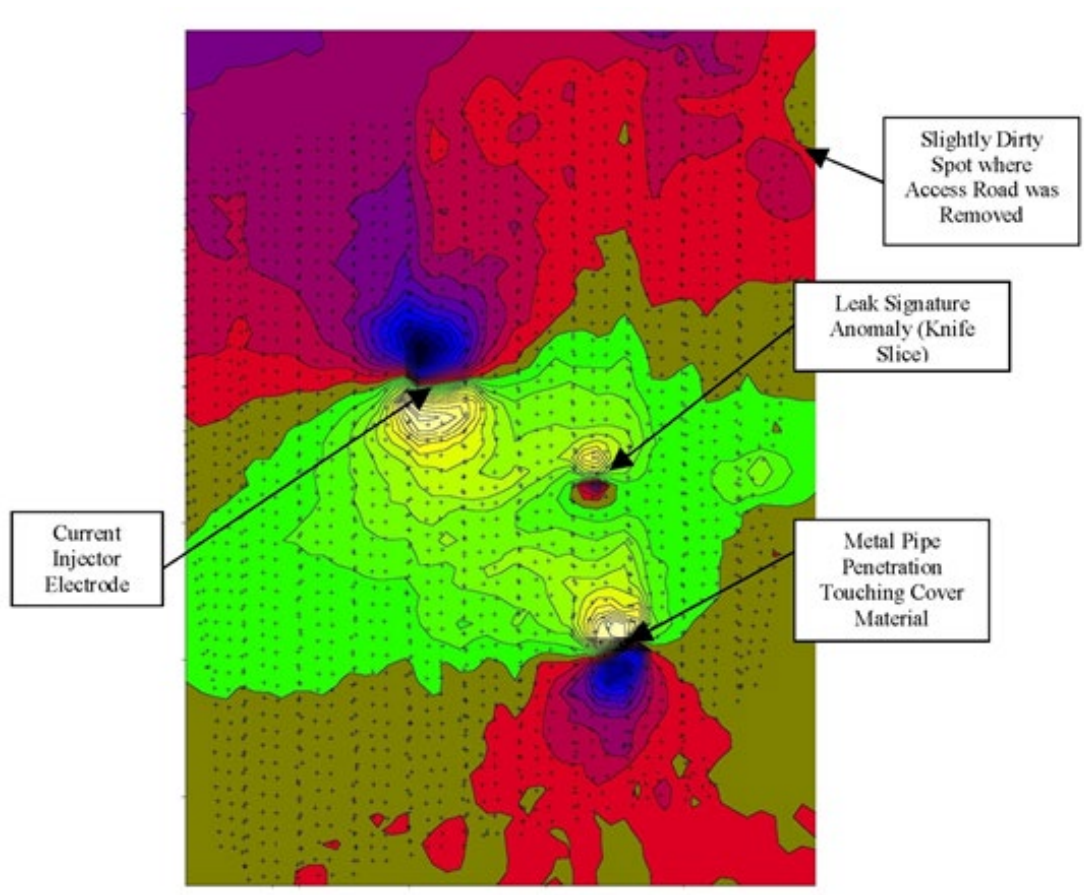 Slightly Dirty
Spot where
Access Road was
Removed
Leak Signature
Anomaly (Knife
Slice)
Current
Injector
Electrode
Metal Pipe
Penetration
Touching Cover
Material